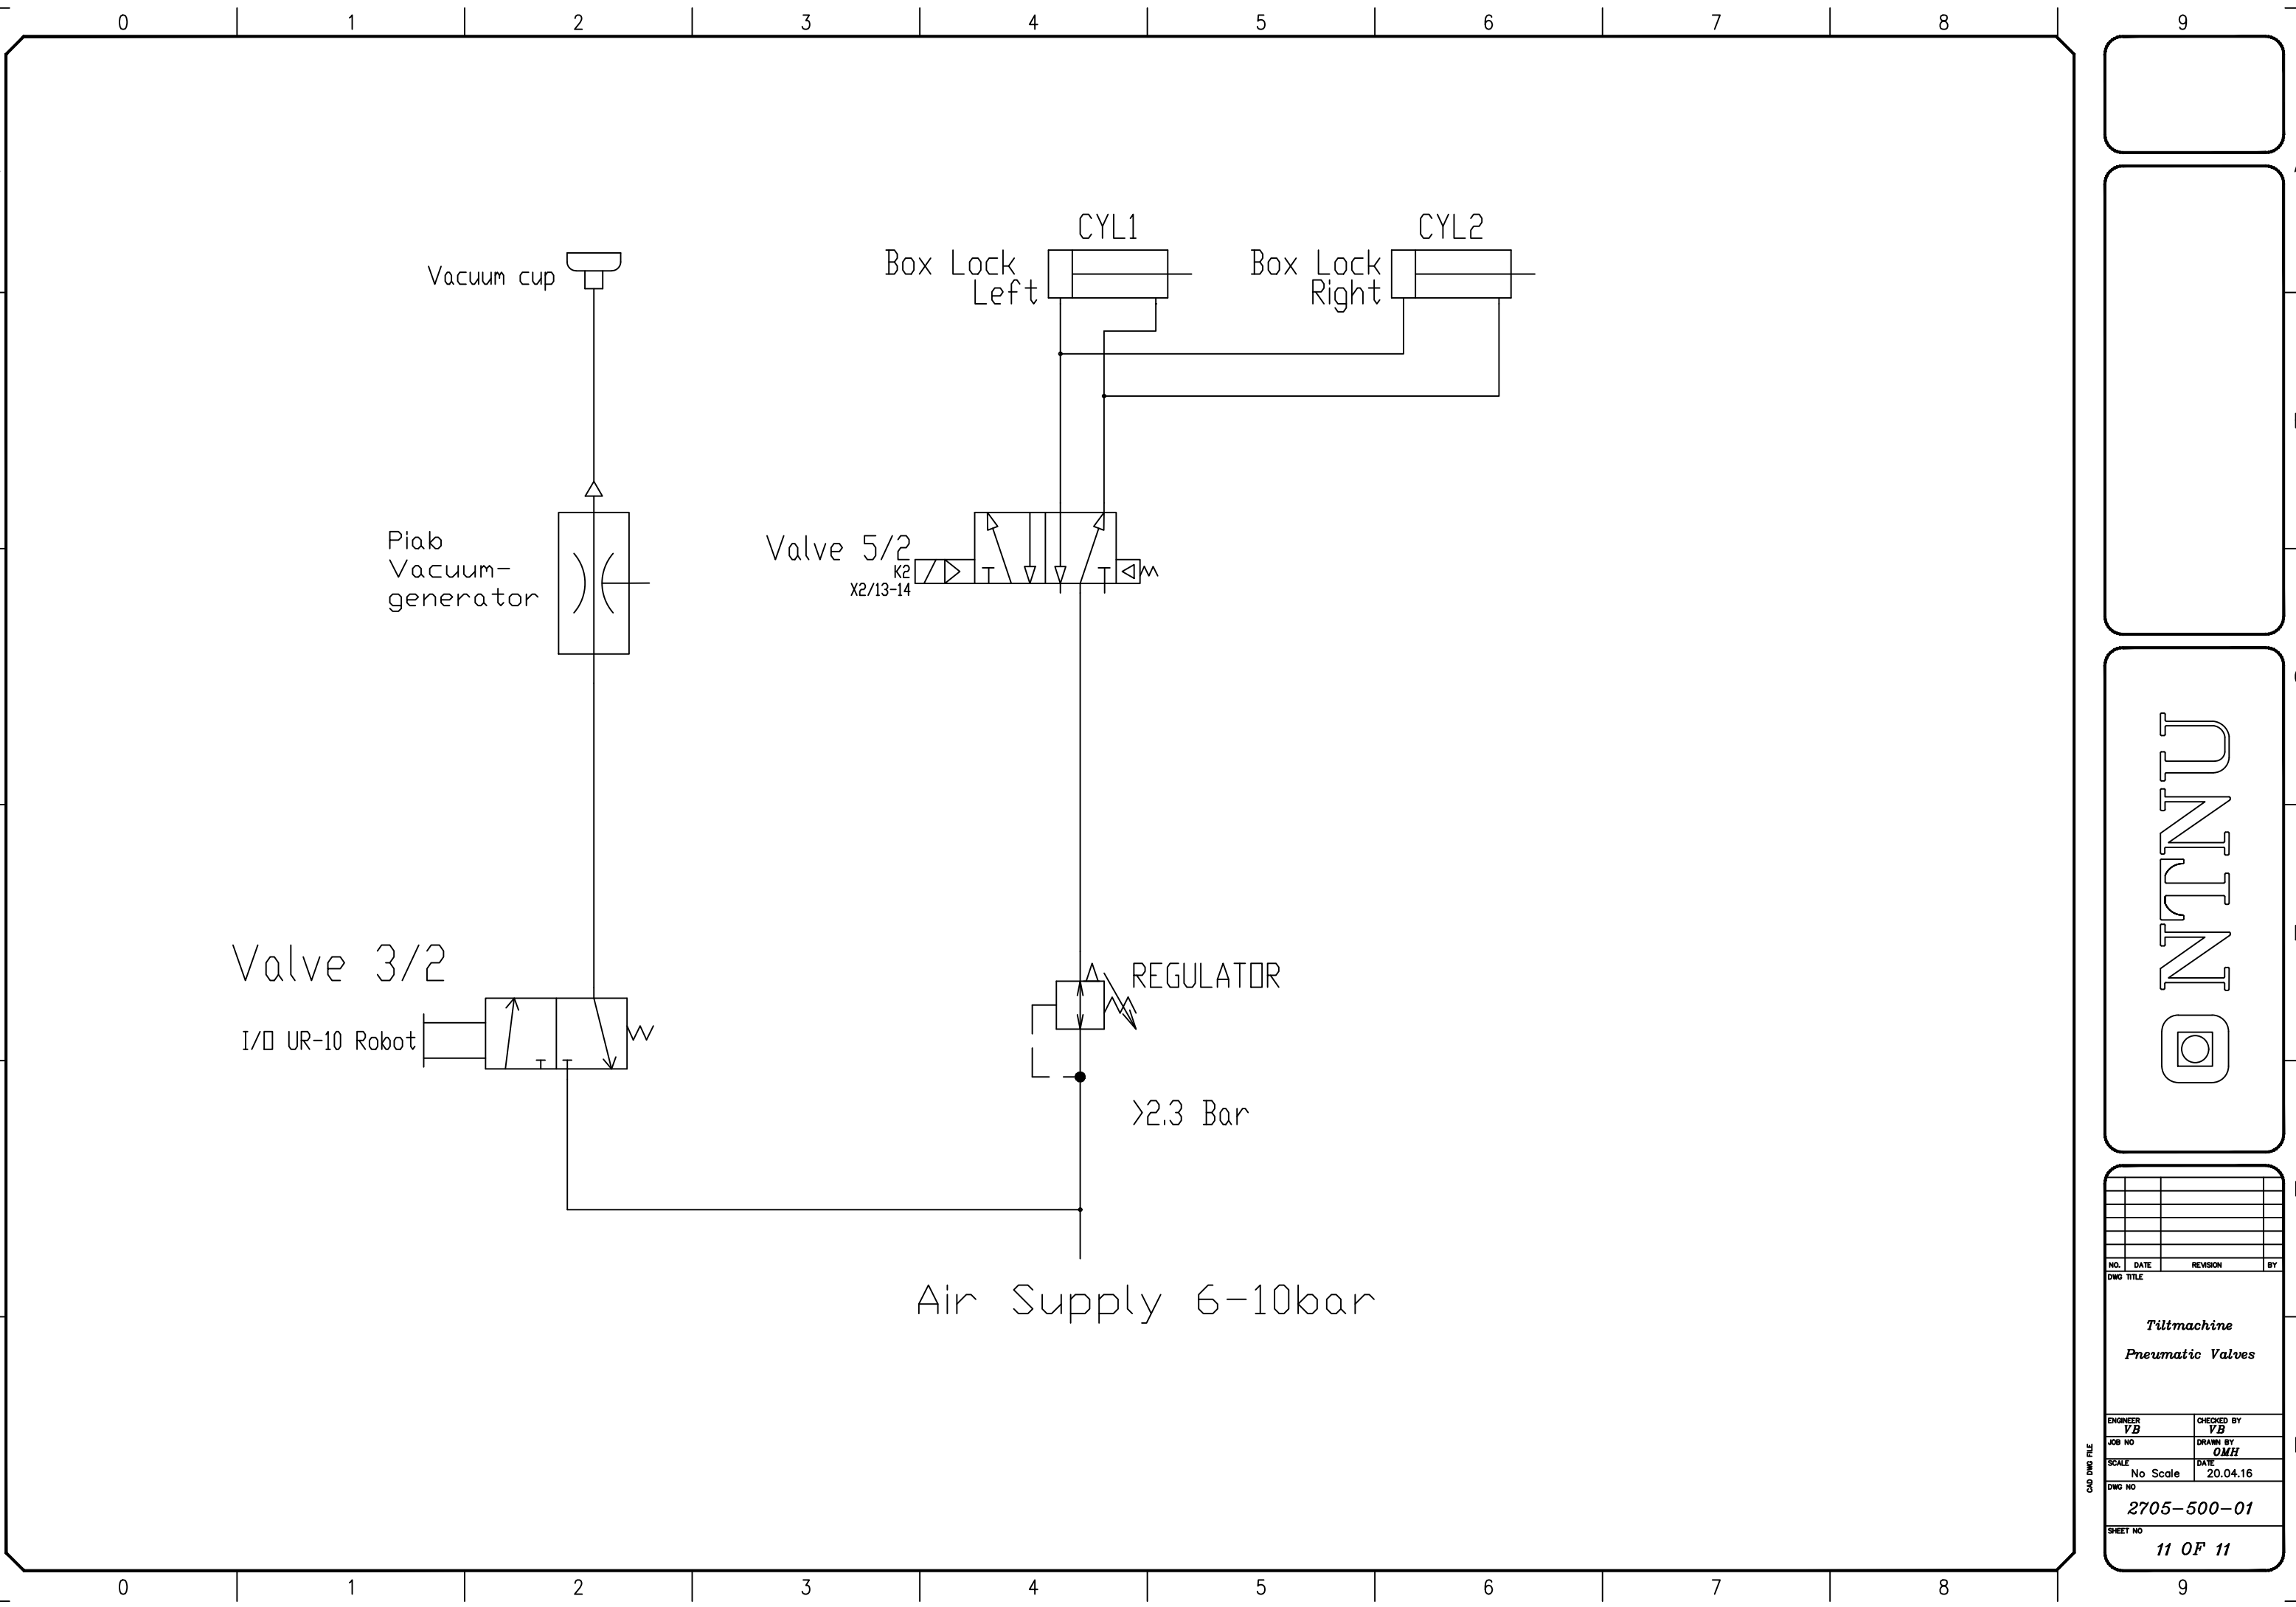 0 1 2 3 4 5 6 7 8 9
CYL1
CYL2
Box Lock
Left
Box Lock
Right
Vacuum cup
Piab
Vacuum-
generator
Valve 5/2
K2
X2/13-14
Valve 3/2
I/O UR-10 Robot
REGULATOR
>2.3 Bar
Air Supply 6-10bar
NTNU
NO. DATE REVISION BY
DWG TITLE
Tiltmachine
Pneumatic Valves
ENGINEER
VB
CHECKED BY
VB
JOB NO
DRAWN BY
OMH
SCALE
No Scale
DATE
20.04.16
DWG NO
2705-500-01
SHEET NO
11 OF 11
CAD DWG FILE
0 1 2 3 4 5 6 7 8 9